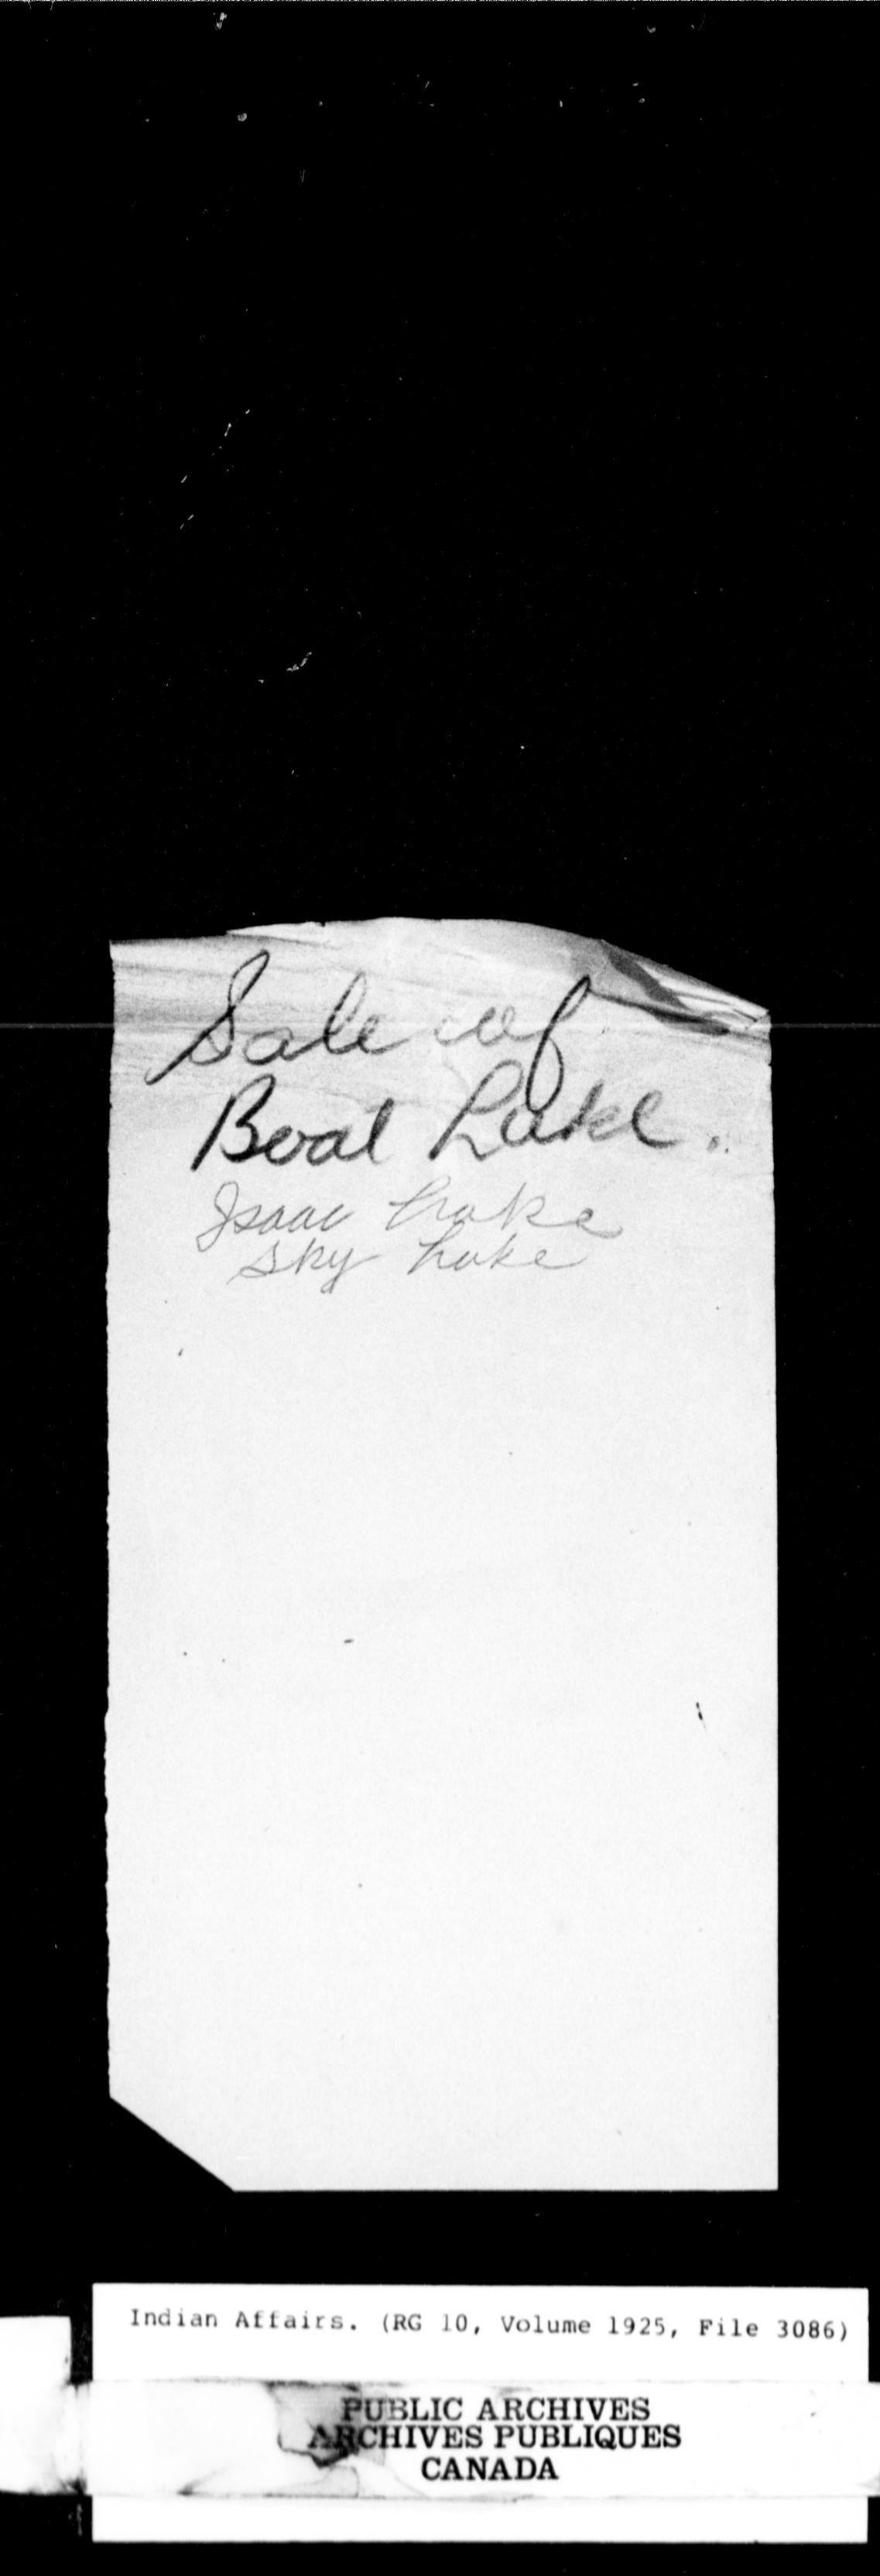 Sale of
Boat Lake.
Isaac Lake
Sky Lake
Indian Affairs. (RG 10, Volume 1925, File 3086)
PUBLIC ARCHIVES
ARCHIVES PUBLIQUES
CANADA